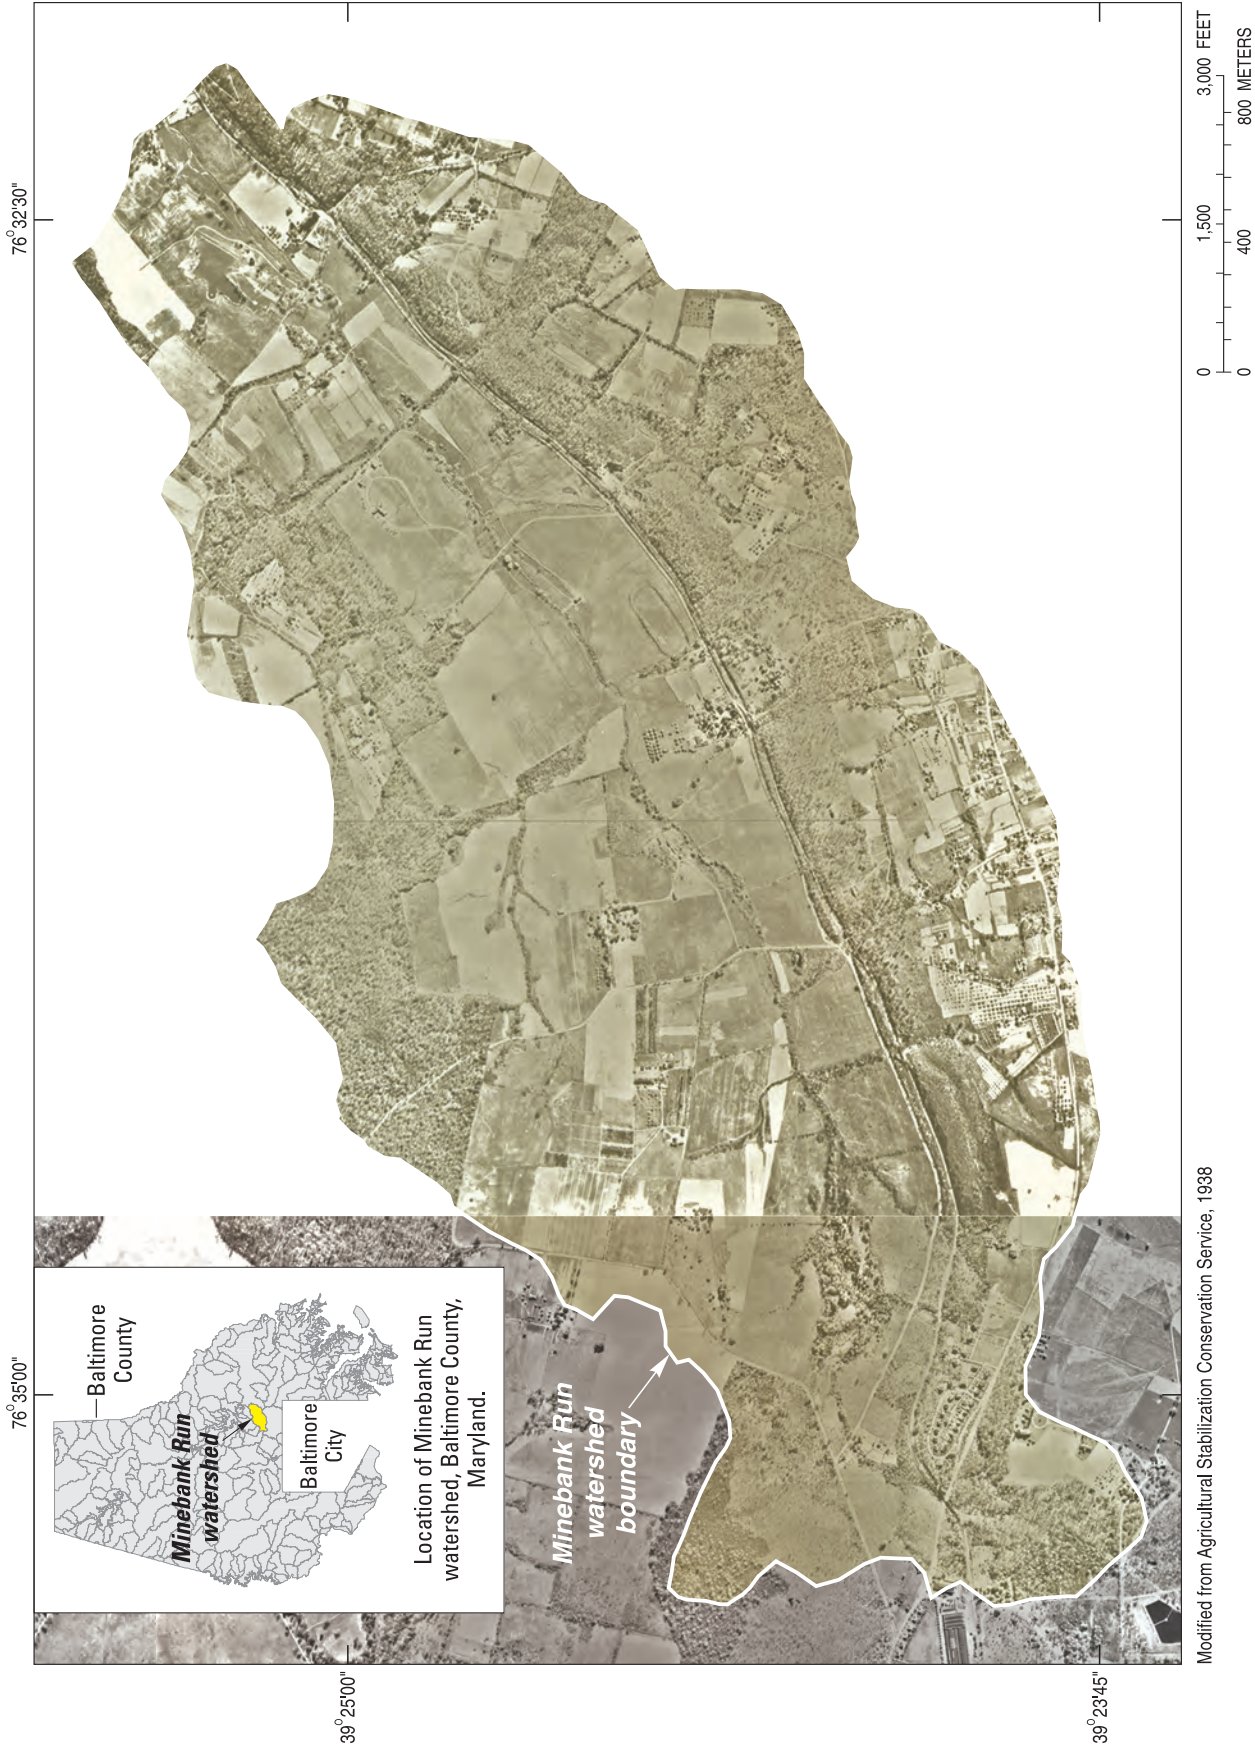 76°35'00"
76°32'30"
39°25'00"
39°23'45"
Baltimore
County
Minebank Run
watershed
Baltimore
City
Location of Minebank Run
watershed, Baltimore County,
Maryland.
Minebank Run
watershed
boundary
Modified from Agricultural Stabilization Conservation Service, 1938
0 1,500 3,000 FEET
0 400 800 METERS